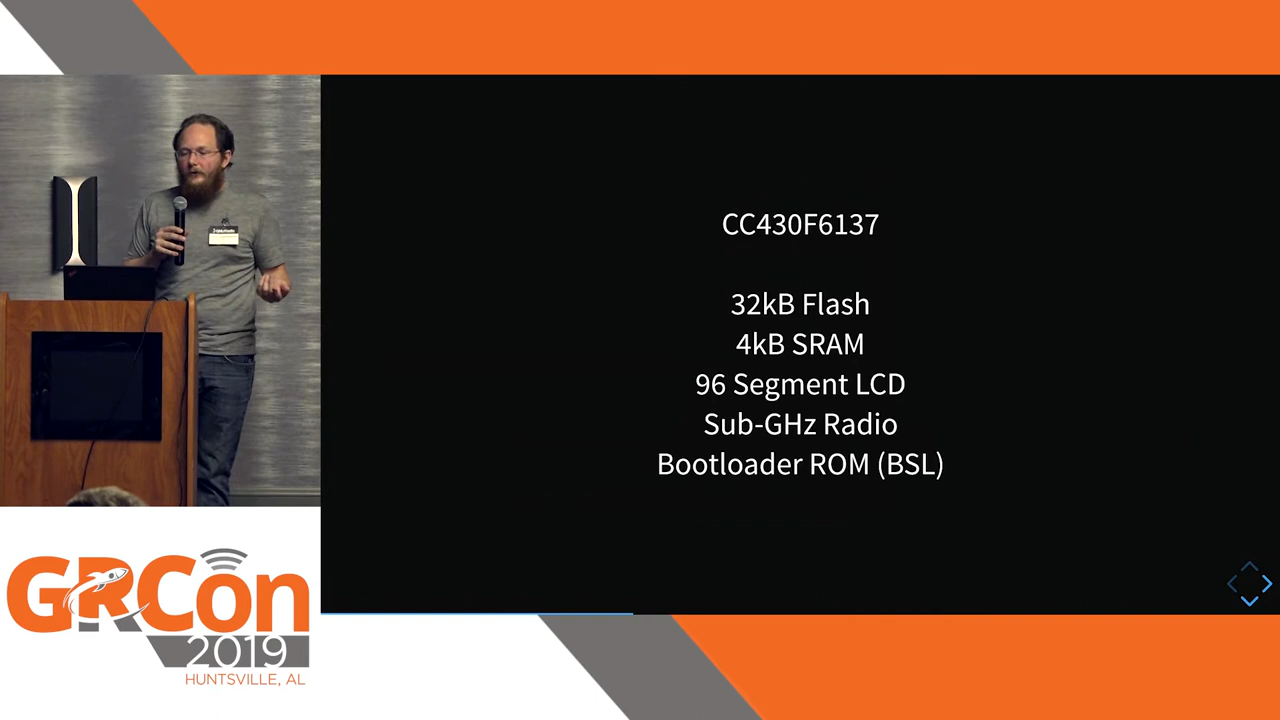 CC430F6137
32kB Flash
4kB SRAM
96 Segment LCD
Sub-GHz Radio
Bootloader ROM (BSL)
GRCon
2019
HUNTSVILLE, AL